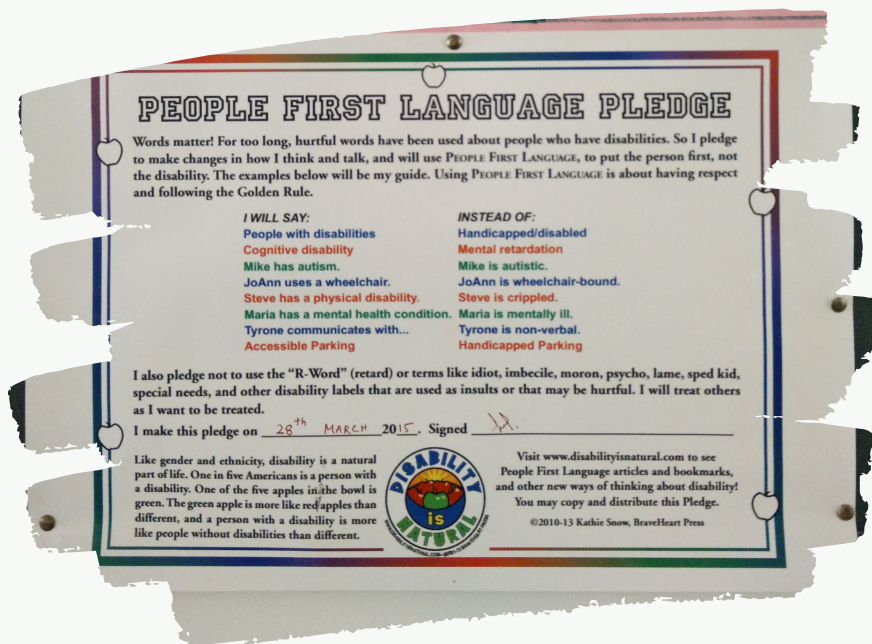 PEOPLE FIRST LANGUAGE PLEDGE
Words matter! For too long, hurtful words have been used about people who have disabilities. So I pledge
to make changes in how I think and talk, and will use PEOPLE FIRST LANGUAGE, to put the person first, not
the disability. The examples below will be my guide. Using PEOPLE FIRST LANGUAGE is about having respect
and following the Golden Rule.
I WILL SAY: INSTEAD OF:
People with disabilities Handicapped/disabled
Cognitive disability Mental retardation
Mike has autism. Mike is autistic.
JoAnn uses a wheelchair. JoAnn is wheelchair-bound.
Steve has a physical disability. Steve is crippled.
Maria has a mental health condition. Maria is mentally ill.
Tyrone communicates with... Tyrone is non-verbal.
Accessible Parking Handicapped Parking
I also pledge not to use the “R-Word” (retard) or terms like idiot, imbecile, moron, psycho, lame, sped kid,
special needs, and other disability labels that are used as insults or that may be hurtful. I will treat others
as I want to be treated.
I make this pledge on 28th MARCH 2015. Signed
Like gender and ethnicity, disability is a natural
part of life. One in five Americans is a person with
a disability. One of the five apples in the bowl is
green. The green apple is more like red apples than
different, and a person with a disability is more
like people without disabilities than different.
DISABILITY
is
NATURAL
Visit www.disabilityisnatural.com to see
People First Language articles and bookmarks,
and other new ways of thinking about disability!
You may copy and distribute this Pledge.
©2010-13 Kathie Snow, BraveHeart Press